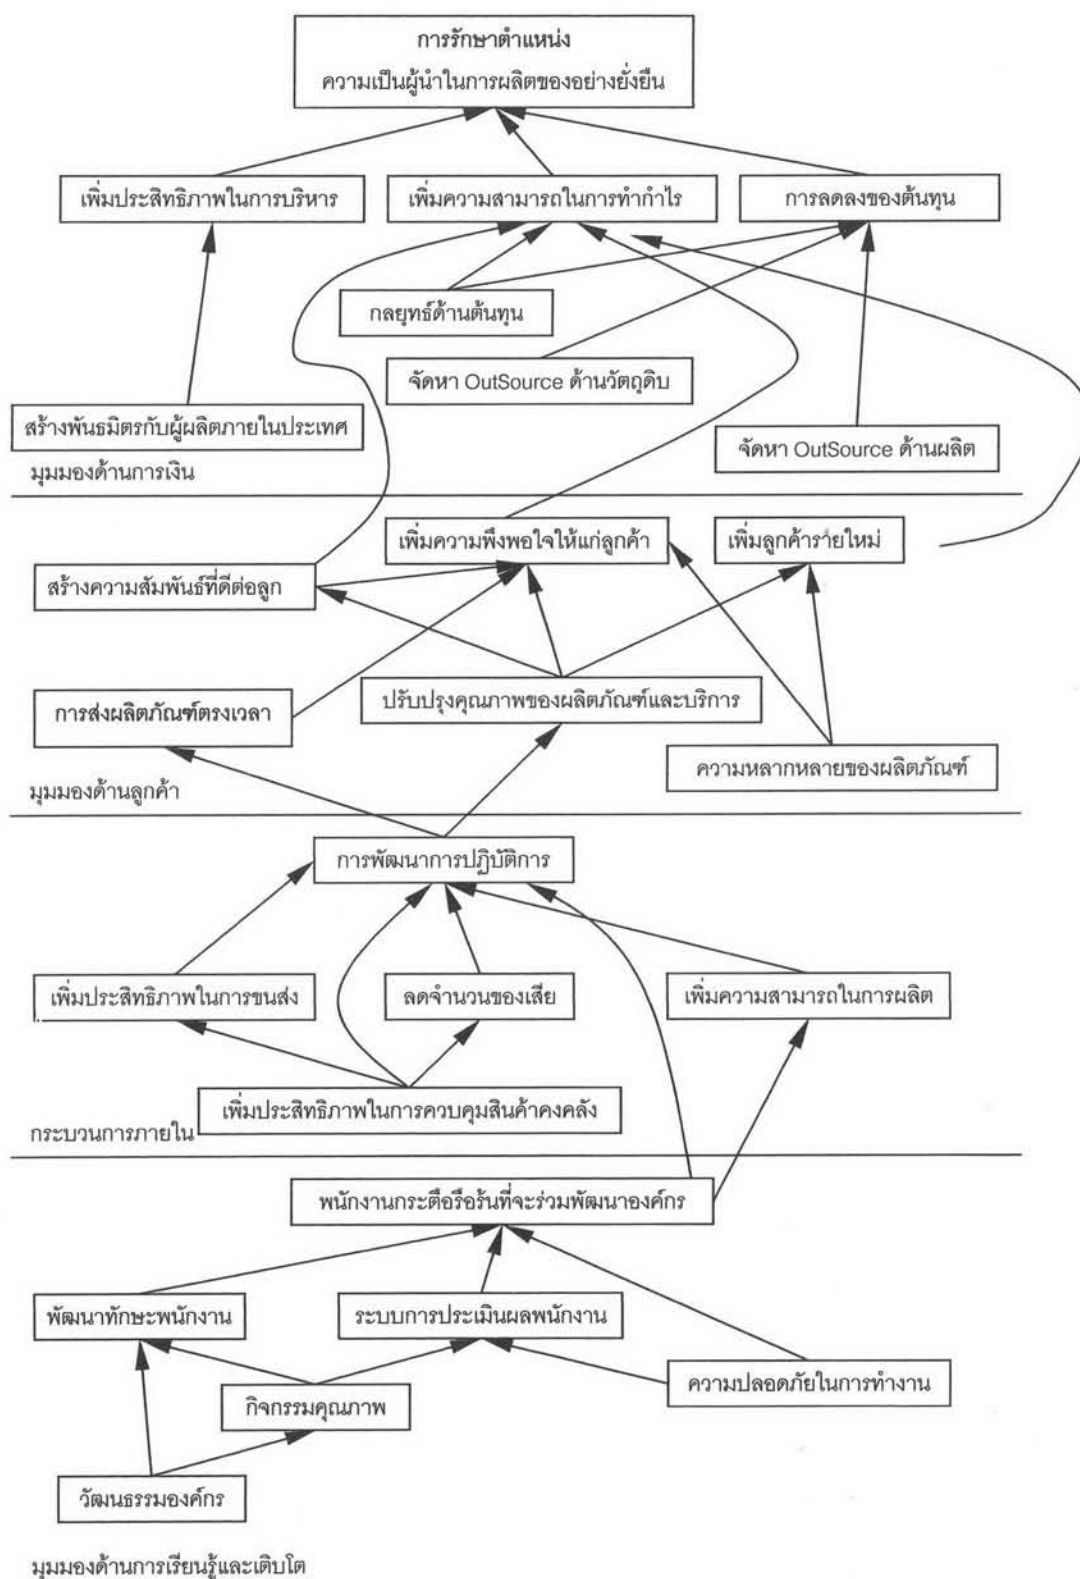 การรักษาตำแหน่ง
ความเป็นผู้นำในการผลิตของอย่างยั่งยืน
เพิ่มประสิทธิภาพในการบริหาร
เพิ่มความสามารถในการทำกำไร
การลดลงของต้นทุน
กลยุทธ์ด้านต้นทุน
จัดหา OutSource ด้านวัตถุดิบ
สร้างพันธมิตรกับผู้ผลิตภายในประเทศ
จัดหา OutSource ด้านผลิต
มุมมองด้านการเงิน
เพิ่มความพึงพอใจให้แก่ลูกค้า
เพิ่มลูกค้ารายใหม่
สร้างความสัมพันธ์ที่ดีต่อลูก
ปรับปรุงคุณภาพของผลิตภัณฑ์และบริการ
การส่งผลิตภัณฑ์ตรงเวลา
ความหลากหลายของผลิตภัณฑ์
มุมมองด้านลูกค้า
การพัฒนาการปฏิบัติการ
เพิ่มประสิทธิภาพในการขนส่ง
ลดจำนวนของเสีย
เพิ่มความสามารถในการผลิต
เพิ่มประสิทธิภาพในการควบคุมสินค้าคงคลัง
กระบวนการภายใน
พนักงานกระตือรือร้นที่จะร่วมพัฒนาองค์กร
พัฒนาทักษะพนักงาน
ระบบการประเมินผลพนักงาน
ความปลอดภัยในการทำงาน
กิจกรรมคุณภาพ
วัฒนธรรมองค์กร
มุมมองด้านการเรียนรู้และเติบโต